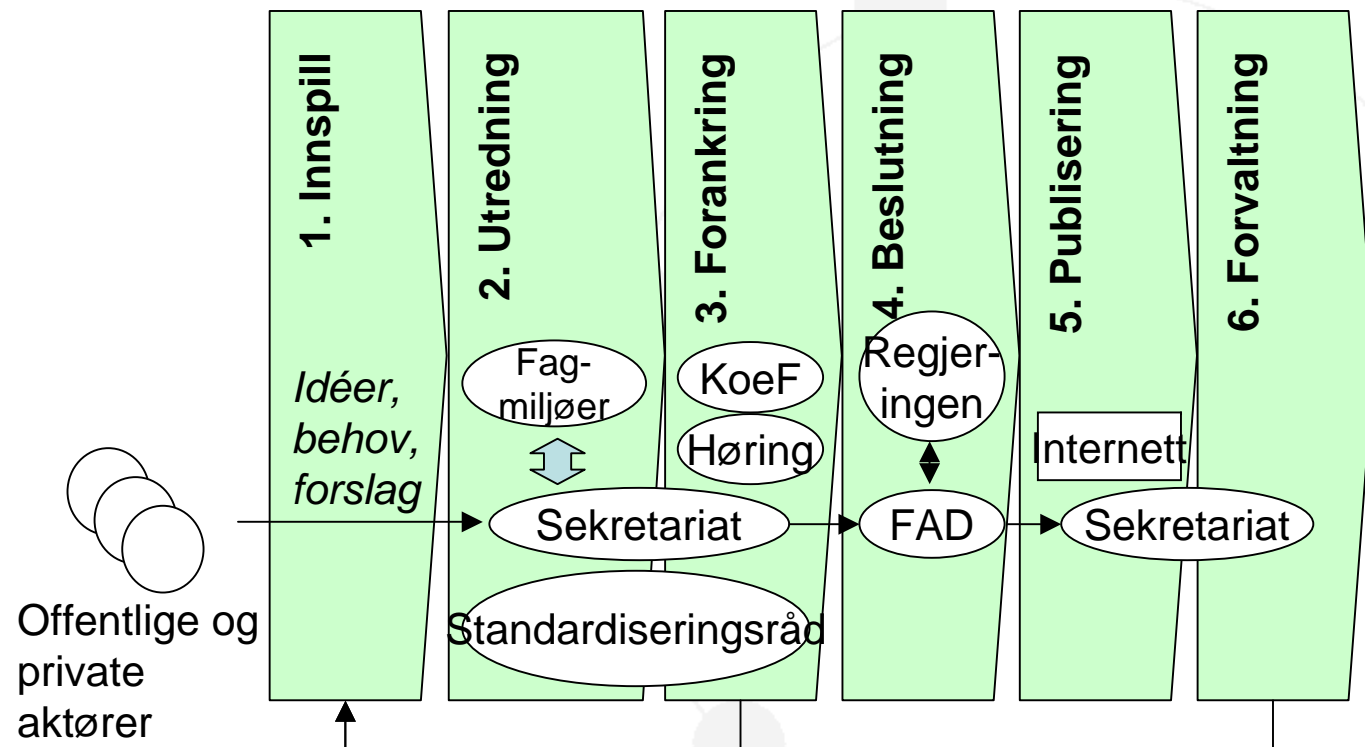 1. Innspill
2. Utredning
3. Forankring
4. Beslutning
5. Publisering
6. Forvaltning
Idéer,
behov,
forslag
Fag-
miljøer
KoeF
Høring
Regjer-
ingen
Internett
Sekretariat
FAD
Sekretariat
Standardiseringsråd
Offentlige og
private
aktører